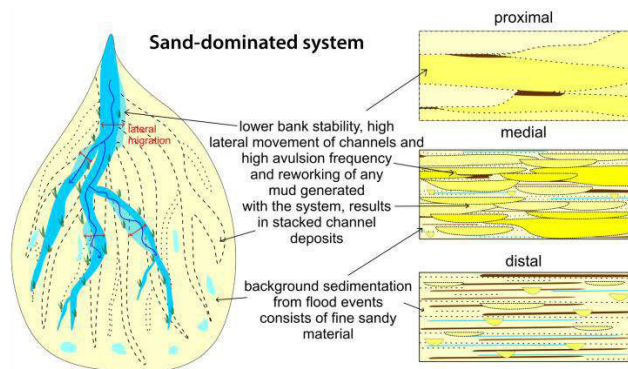 Sand-dominated system
lateral
migration
lower bank stability, high
lateral movement of channels and
high avulsion frequency
and reworking of any
mud generated
with the system, results
in stacked channel
deposits
background sedimentation
from flood events
consists of fine sandy
material
proximal
medial
distal